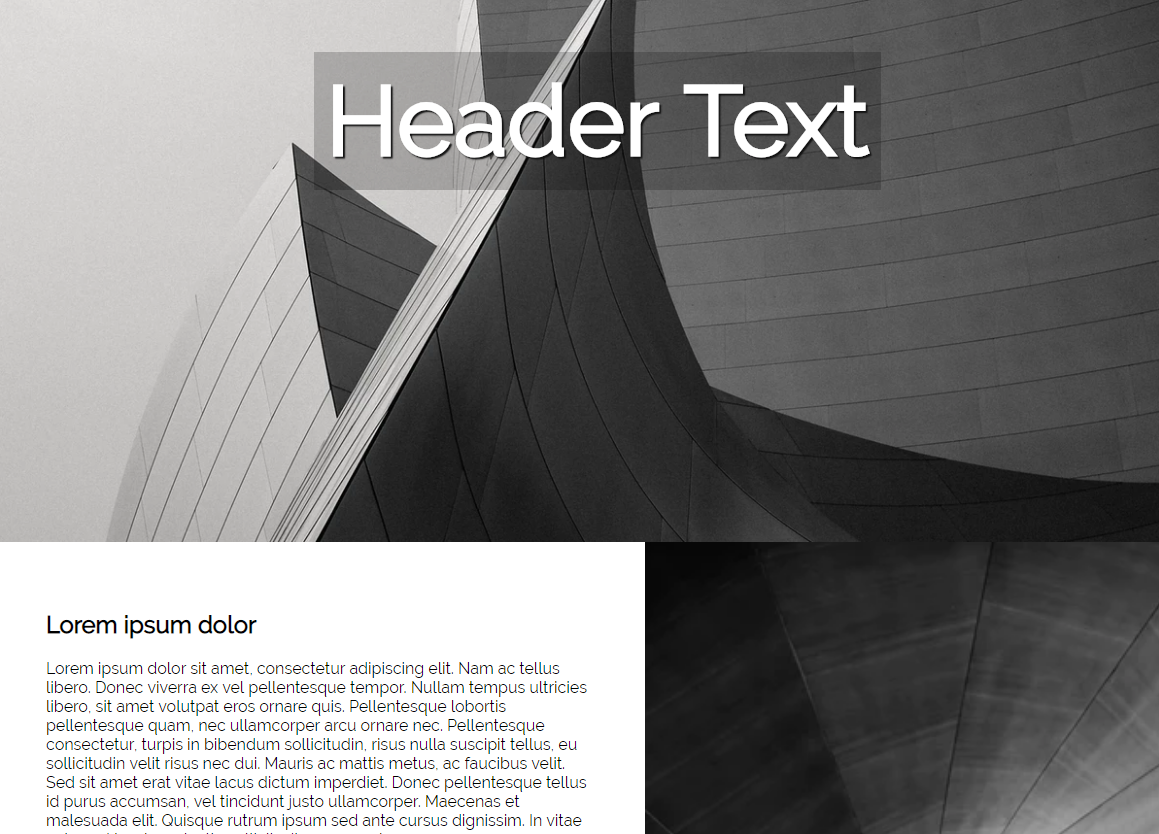 Header Text
Lorem ipsum dolor
Lorem ipsum dolor sit amet, consectetur adipiscing elit. Nam ac tellus
libero. Donec viverra ex vel pellentesque tempor. Nullam tempus ultricies
libero, sit amet volutpat eros ornare quis. Pellentesque lobortis
pellentesque quam, nec ullamcorper arcu ornare nec. Pellentesque
consectetur, turpis in bibendum sollicitudin, risus nulla suscipit tellus, eu
sollicitudin velit risus nec dui. Mauris ac mattis metus, ac faucibus velit.
Sed sit amet erat vitae lacus dictum imperdiet. Donec pellentesque tellus
id purus accumsan, vel tincidunt justo ullamcorper. Maecenas et
malesuada elit. Quisque rutrum ipsum sed ante cursus dignissim. In vitae